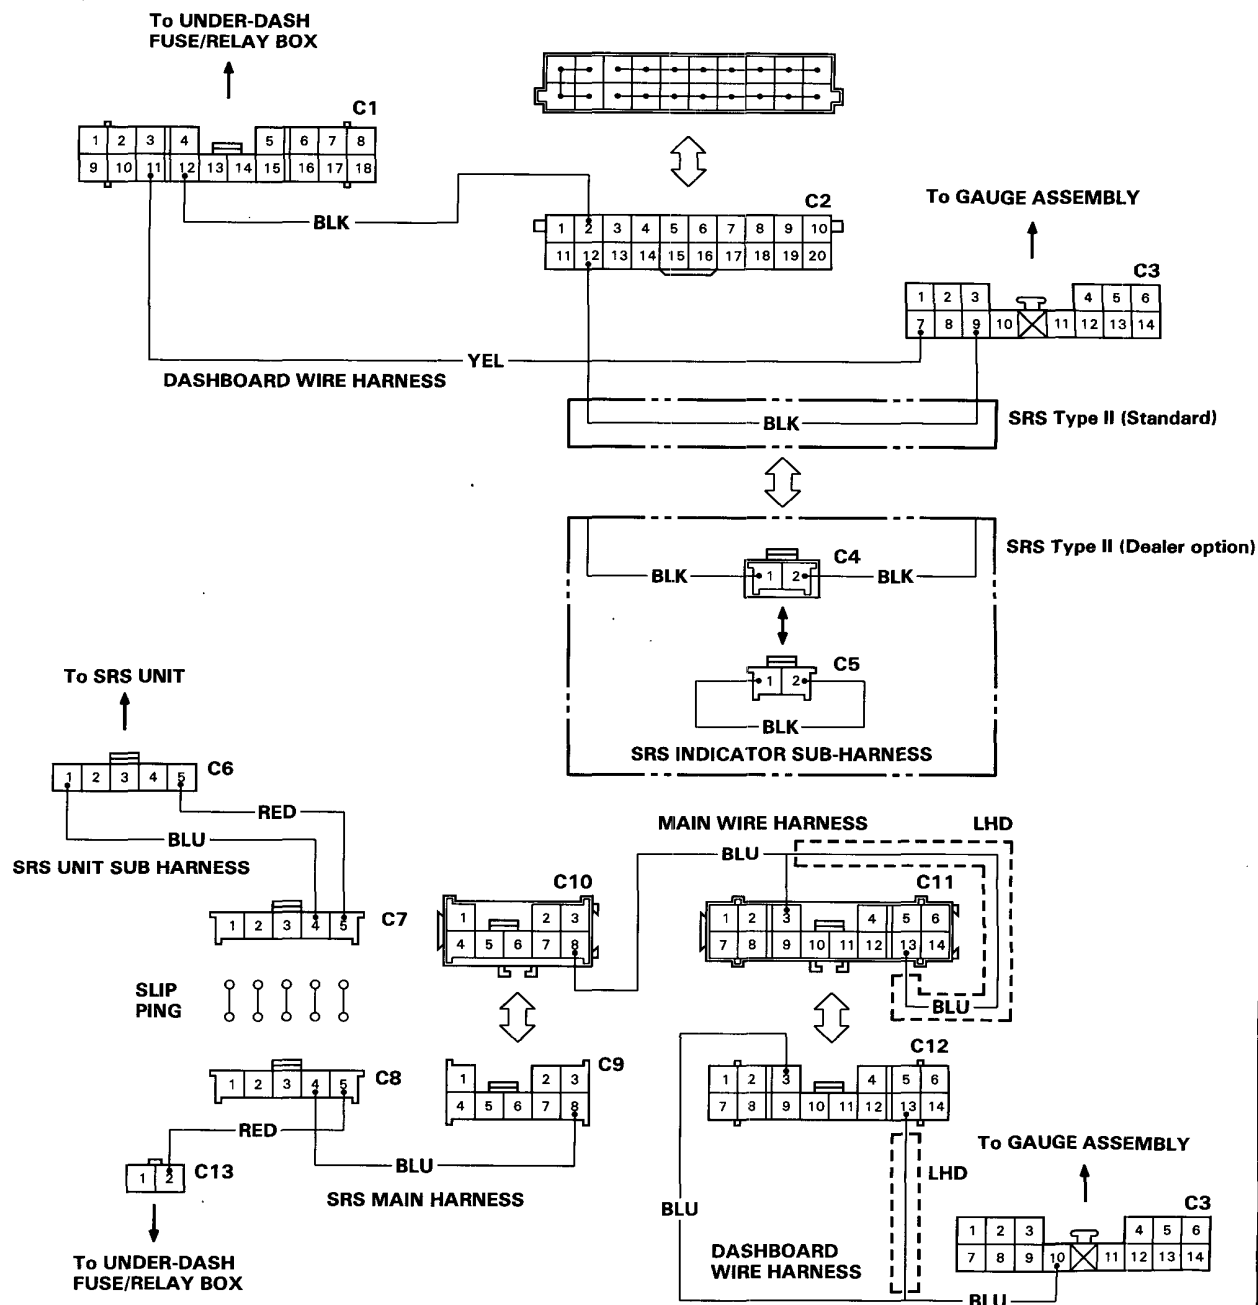 To UNDER-DASH
FUSE/RELAY BOX
C1
1 2 3 4 5 6 7 8
9 10 11 12 13 14 15 16 17 18
BLK
C2
1 2 3 4 5 6 7 8 9 10
11 12 13 14 15 16 17 18 19 20
To GAUGE ASSEMBLY
C3
1 2 3 4 5 6
7 8 9 10 11 12 13 14
YEL
DASHBOARD WIRE HARNESS
BLK
SRS Type II (Standard)
SRS Type II (Dealer option)
C4
BLK 1 2 BLK
C5
1 2
BLK
SRS INDICATOR SUB-HARNESS
To SRS UNIT
C6
1 2 3 4 5
RED
BLU
SRS UNIT SUB HARNESS
C7
1 2 3 4 5
SLIP
PING
C8
1 2 3 4 5
RED
C13
1 2
BLU
SRS MAIN HARNESS
To UNDER-DASH
FUSE/RELAY BOX
MAIN WIRE HARNESS
LHD
BLU
C10
1 2 3
4 5 6 7 8
C11
1 2 3 4 5 6
7 8 9 10 11 12 13 14
BLU
C9
1 2 3
4 5 6 7 8
C12
1 2 3 4 5 6
7 8 9 10 11 12 13 14
LHD
BLU
DASHBOARD
WIRE HARNESS
To GAUGE ASSEMBLY
C3
1 2 3 4 5 6
7 8 9 10 11 12 13 14
BLU